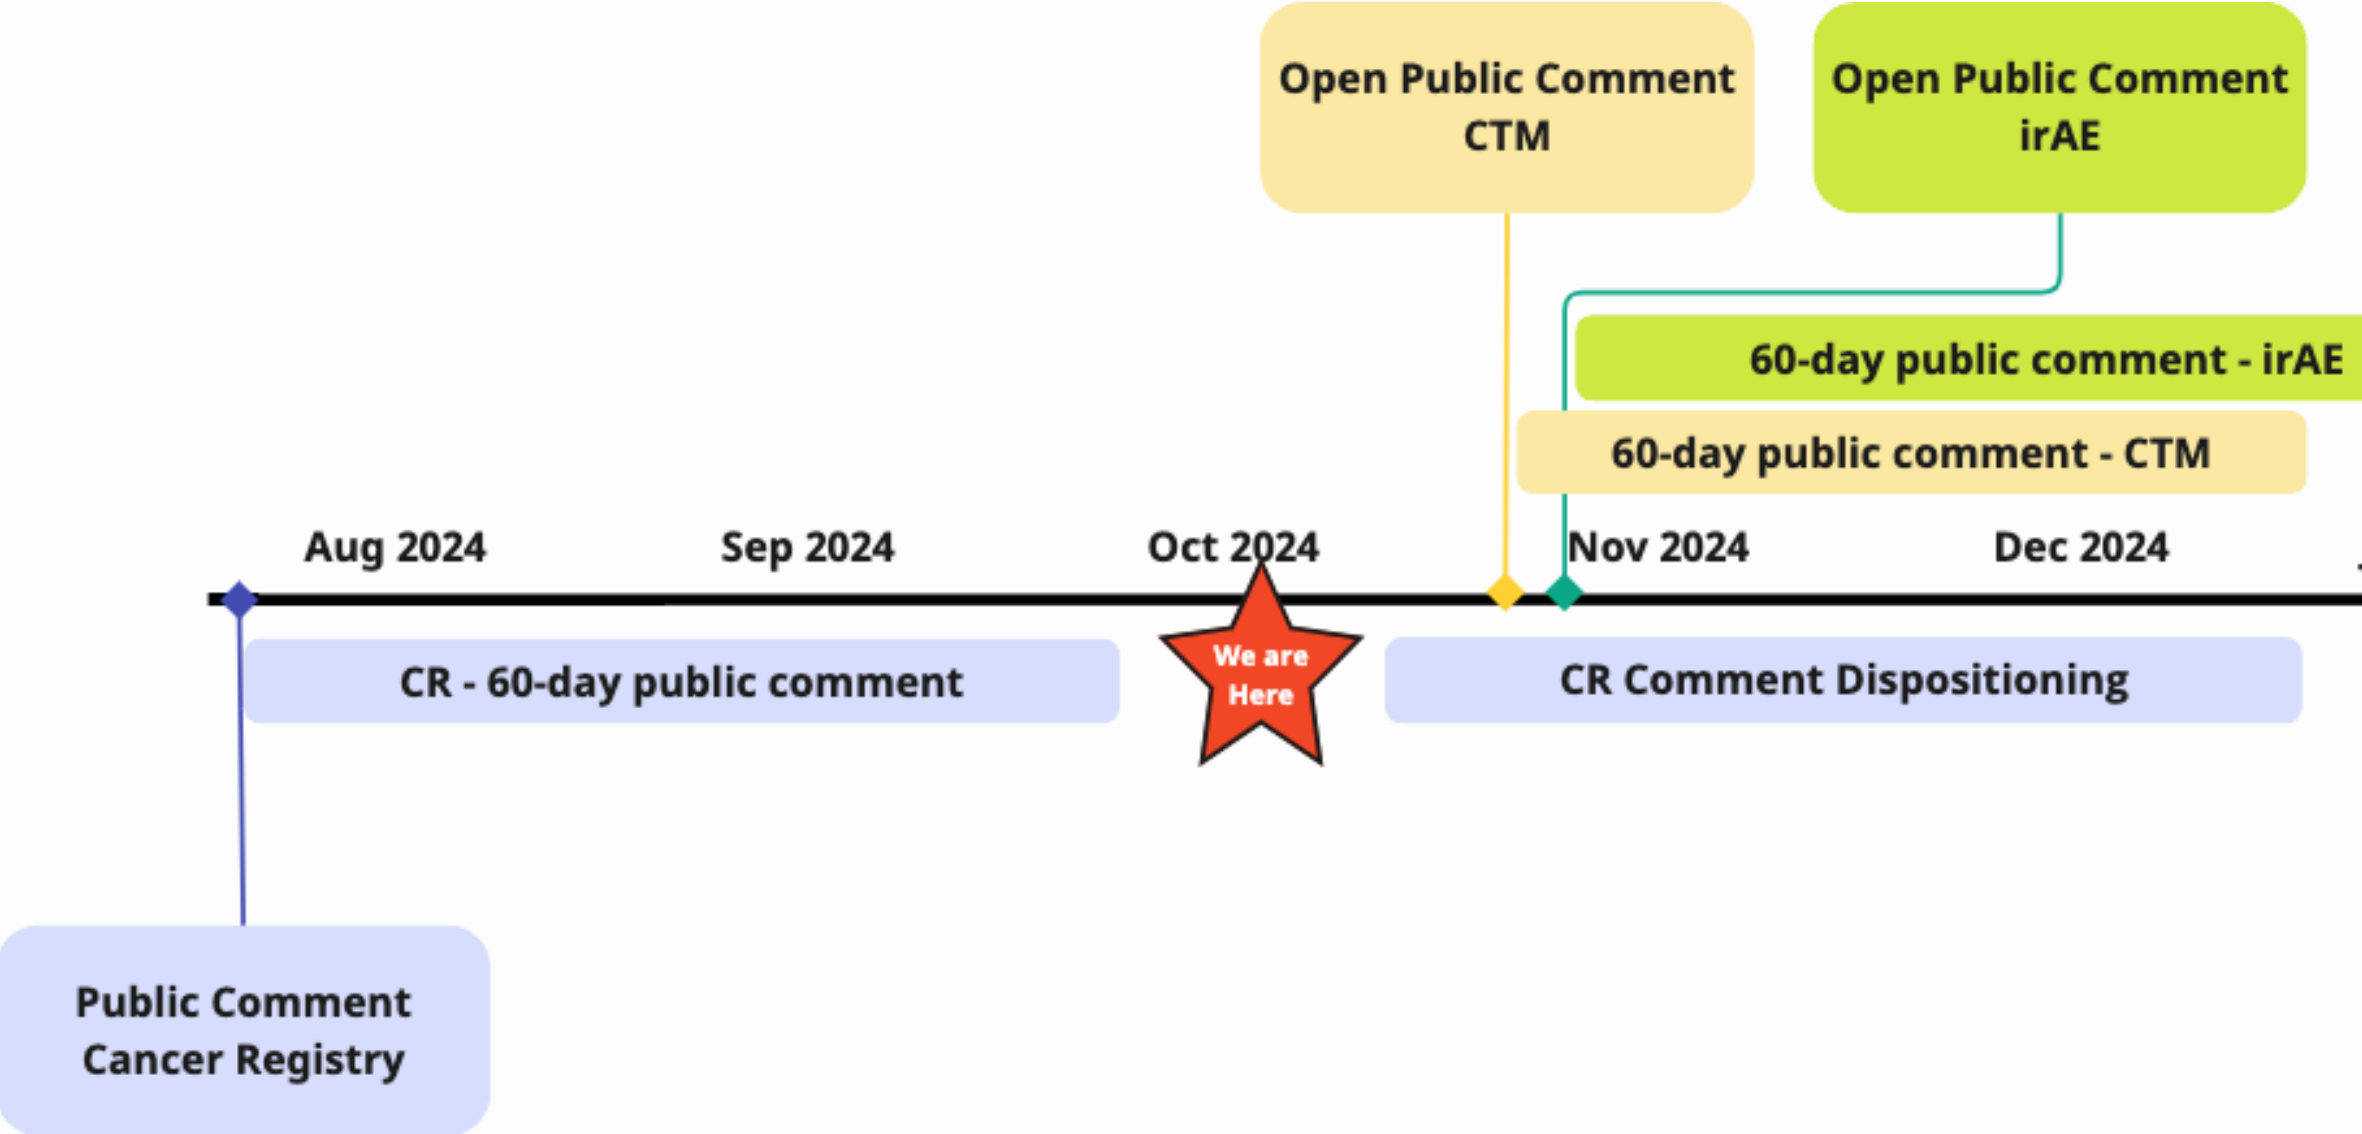 Open Public Comment
CTM
Open Public Comment
irAE
60-day public comment - irAE
60-day public comment - CTM
Aug 2024
Sep 2024
Oct 2024
Nov 2024
Dec 2024
We are
Here
CR - 60-day public comment
CR Comment Dispositioning
Public Comment
Cancer Registry